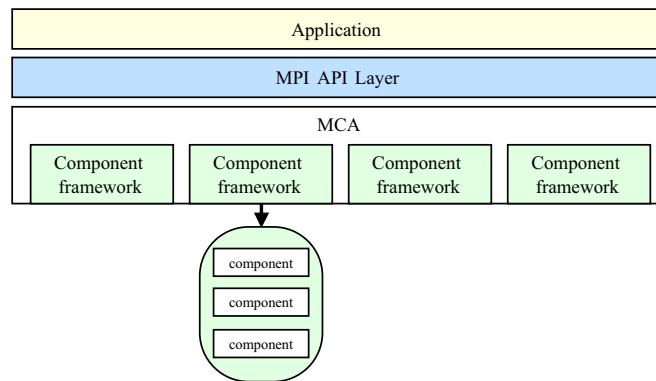 Application
MPI API Layer
MCA
Component
framework
Component
framework
Component
framework
Component
framework
component
component
component